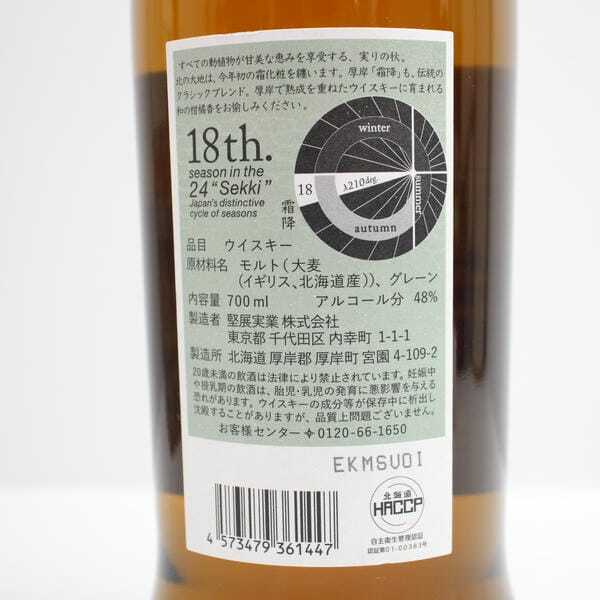 すべての動植物が甘美な恵みを享受する、実りの秋。
北の大地は、今年初の霜化粧を纏います。厚岸「霜降」も、伝統の
クラシックブレンド。厚岸で熟成を重ねたウイスキーに育まれる
和の柑橘香をお愉しみください。
18th.
season in the
24 "Sekki"
Japan's distinctive
cycle of seasons
霜降
winter
18
λ210deg.
summer
autumn
品目 ウイスキー
原材料名 モルト(大麦
(イギリス、北海道産))、グレーン
内容量 700ml アルコール分 48%
製造者 堅展実業 株式会社
東京都 千代田区 内幸町 1-1-1
製造所 北海道 厚岸郡 厚岸町 宮園 4-109-2
20歳未満の飲酒は法律により禁止されています。妊娠中
や授乳期の飲酒は、胎児・乳児の発育に悪影響を与える
恐れがあります。ウイスキーの成分等が保存中に析出し
沈殿することがありますが、品質上問題ございません。
お客様センター✧0120-66-1650
EKMSV01
4 573479 361447
北海道
HACCP
自主衛生管理認証
認証第01-00363号